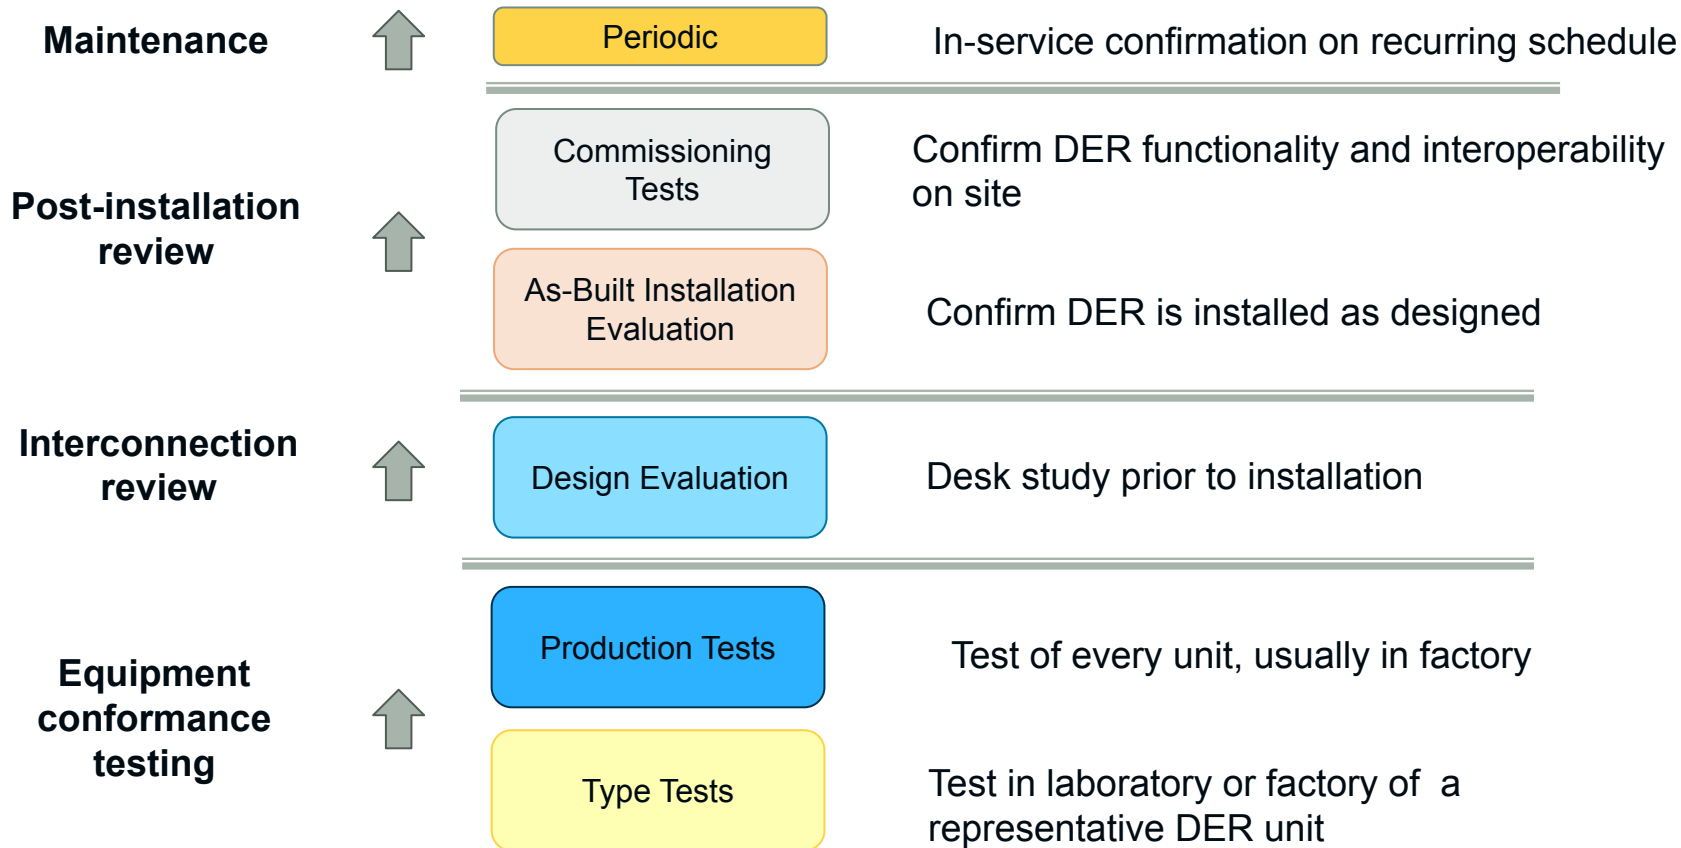 Maintenance
Periodic
In-service confirmation on recurring schedule
Post-installation
review
Commissioning
Tests
Confirm DER functionality and interoperability
on site
As-Built Installation
Evaluation
Confirm DER is installed as designed
Interconnection
review
Design Evaluation
Desk study prior to installation
Equipment
conformance
testing
Production Tests
Test of every unit, usually in factory
Type Tests
Test in laboratory or factory of a
representative DER unit